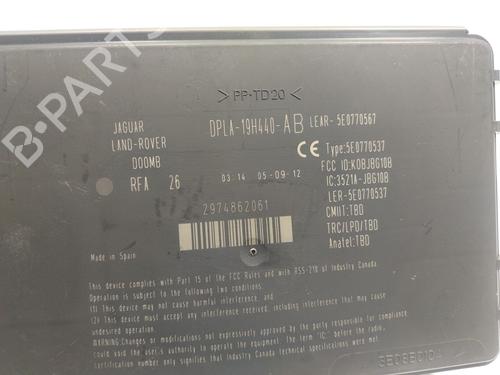 >PP-TD20<
JAGUAR
LAND-ROVER
DOOMB
RFA 26
DPLA-19H440-AB
LEAR-5E0770567
03:14 05-09-12
CE Type:5E0770537
FCC ID:KOBJBG10B
IC:3521A-JBG10B
LER-5E0770537
CMIIT:TBD
TRC/LPD/TBD
Anatel:TBD
2974862061
Made in Spain
This device complies with Part 15 of the FCC Rules and with RSS-210 of Industry Canada.
Operation is subject to the following two conditions:
(1) This device may not cause harmful interference, and
(2) This device must accept any interference received, including interference that may cause
undesired operation.
WARNING:Changes or modifications not expressly approved by the party responsible for compliance
could void the user's authority to operate the equipment. The term "IC:" before the radio
certification number only signifies that Industry Canada technical specifications were met.
B-PARTS